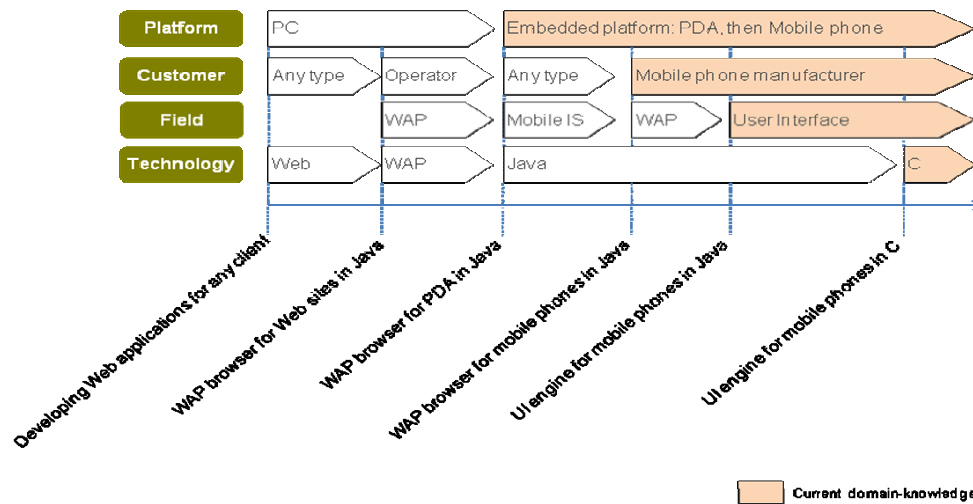 Platform
PC
Embedded platform: PDA, then Mobile phone
Customer
Any type
Operator
Any type
Mobile phone manufacturer
Field
WAP
Mobile IS
WAP
User Interface
Technology
Web
WAP
Java
C
Developing Web applications for any client
WAP browser for Web sites in Java
WAP browser for PDA in Java
WAP browser for mobile phones in Java
UI engine for mobile phones in Java
UI engine for mobile phones in C
Current domain-knowledge